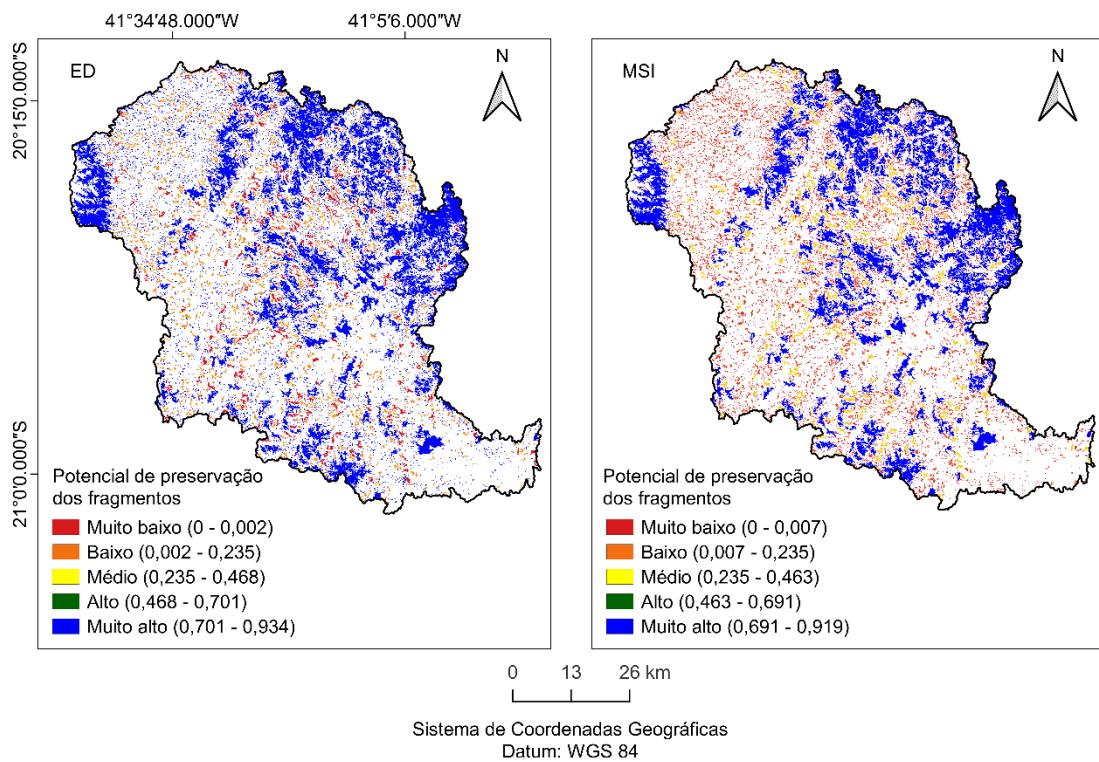 41°34'48.000"W
41°5'6.000"W
20°15'0.000"S
21°0'0.000"S
ED
N
Potencial de preservação
dos fragmentos
Muito baixo (0 - 0,002)
Baixo (0,002 - 0,235)
Médio (0,235 - 0,468)
Alto (0,468 - 0,701)
Muito alto (0,701 - 0,934)
MSI
N
Potencial de preservação
dos fragmentos
Muito baixo (0 - 0,007)
Baixo (0,007 - 0,235)
Médio (0,235 - 0,463)
Alto (0,463 - 0,691)
Muito alto (0,691 - 0,919)
0 13 26 km
Sistema de Coordenadas Geográficas
Datum: WGS 84